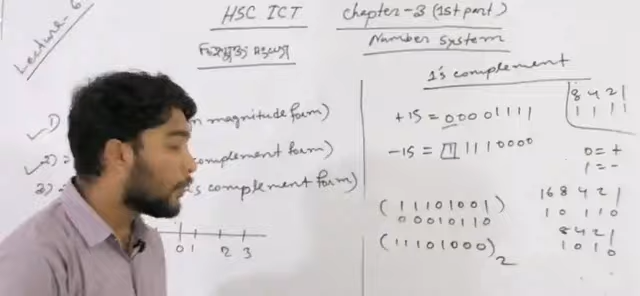 Lecture-6
HSC ICT Chapter-3 (1st part)
Number System
1's complement
1) n magnitude form)
2) complement form)
3) 's complement form)
0 1 2 3
+15 = 00001111
-15 = 11110000
(11101001)
00010110
(11101000)2
8 4 2 1
1 1 1 1
0 = +
1 = -
16 8 4 2 1
1 0 1 1 0
8 4 2 1
1 0 1 0